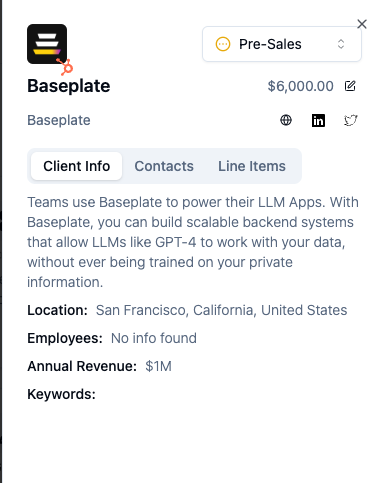 Pre-Sales
Baseplate
$6,000.00
Baseplate
Client Info
Contacts
Line Items
Teams use Baseplate to power their LLM Apps. With
Baseplate, you can build scalable backend systems
that allow LLMs like GPT-4 to work with your data,
without ever being trained on your private
information.
Location: San Francisco, California, United States
Employees: No info found
Annual Revenue: $1M
Keywords: